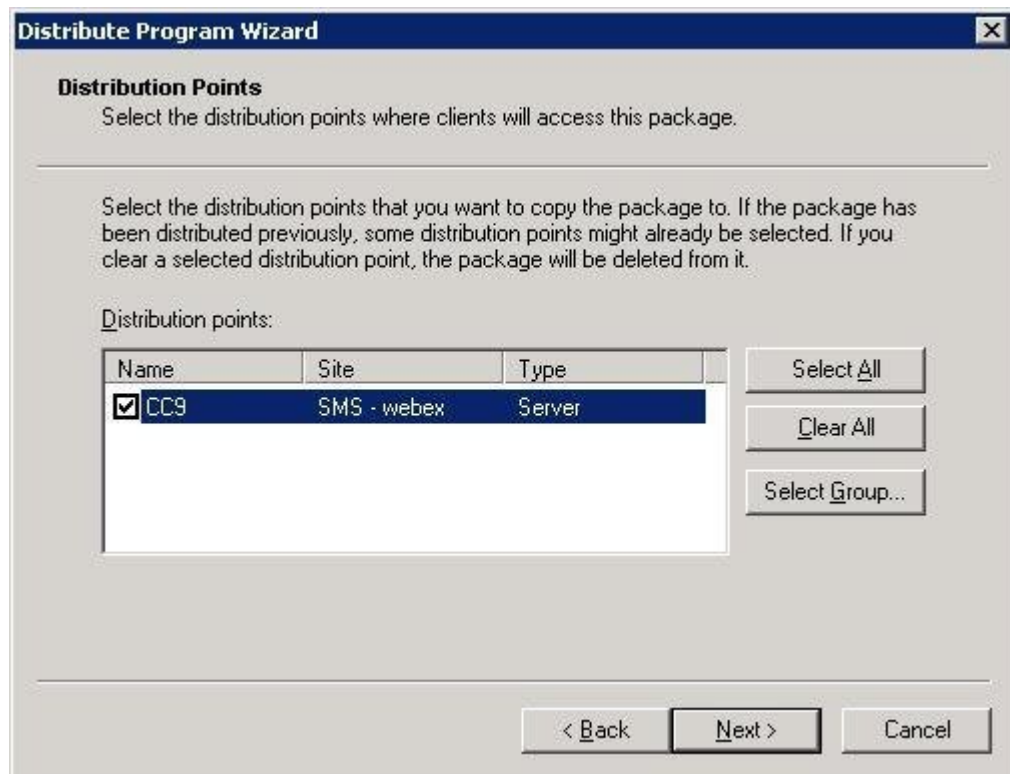 Distribute Program Wizard
Distribution Points
Select the distribution points where clients will access this package.
Select the distribution points that you want to copy the package to. If the package has
been distributed previously, some distribution points might already be selected. If you
clear a selected distribution point, the package will be deleted from it.
Distribution points:
Name Site Type
CC9 SMS - webex Server
Select All
Clear All
Select Group...
< Back Next > Cancel